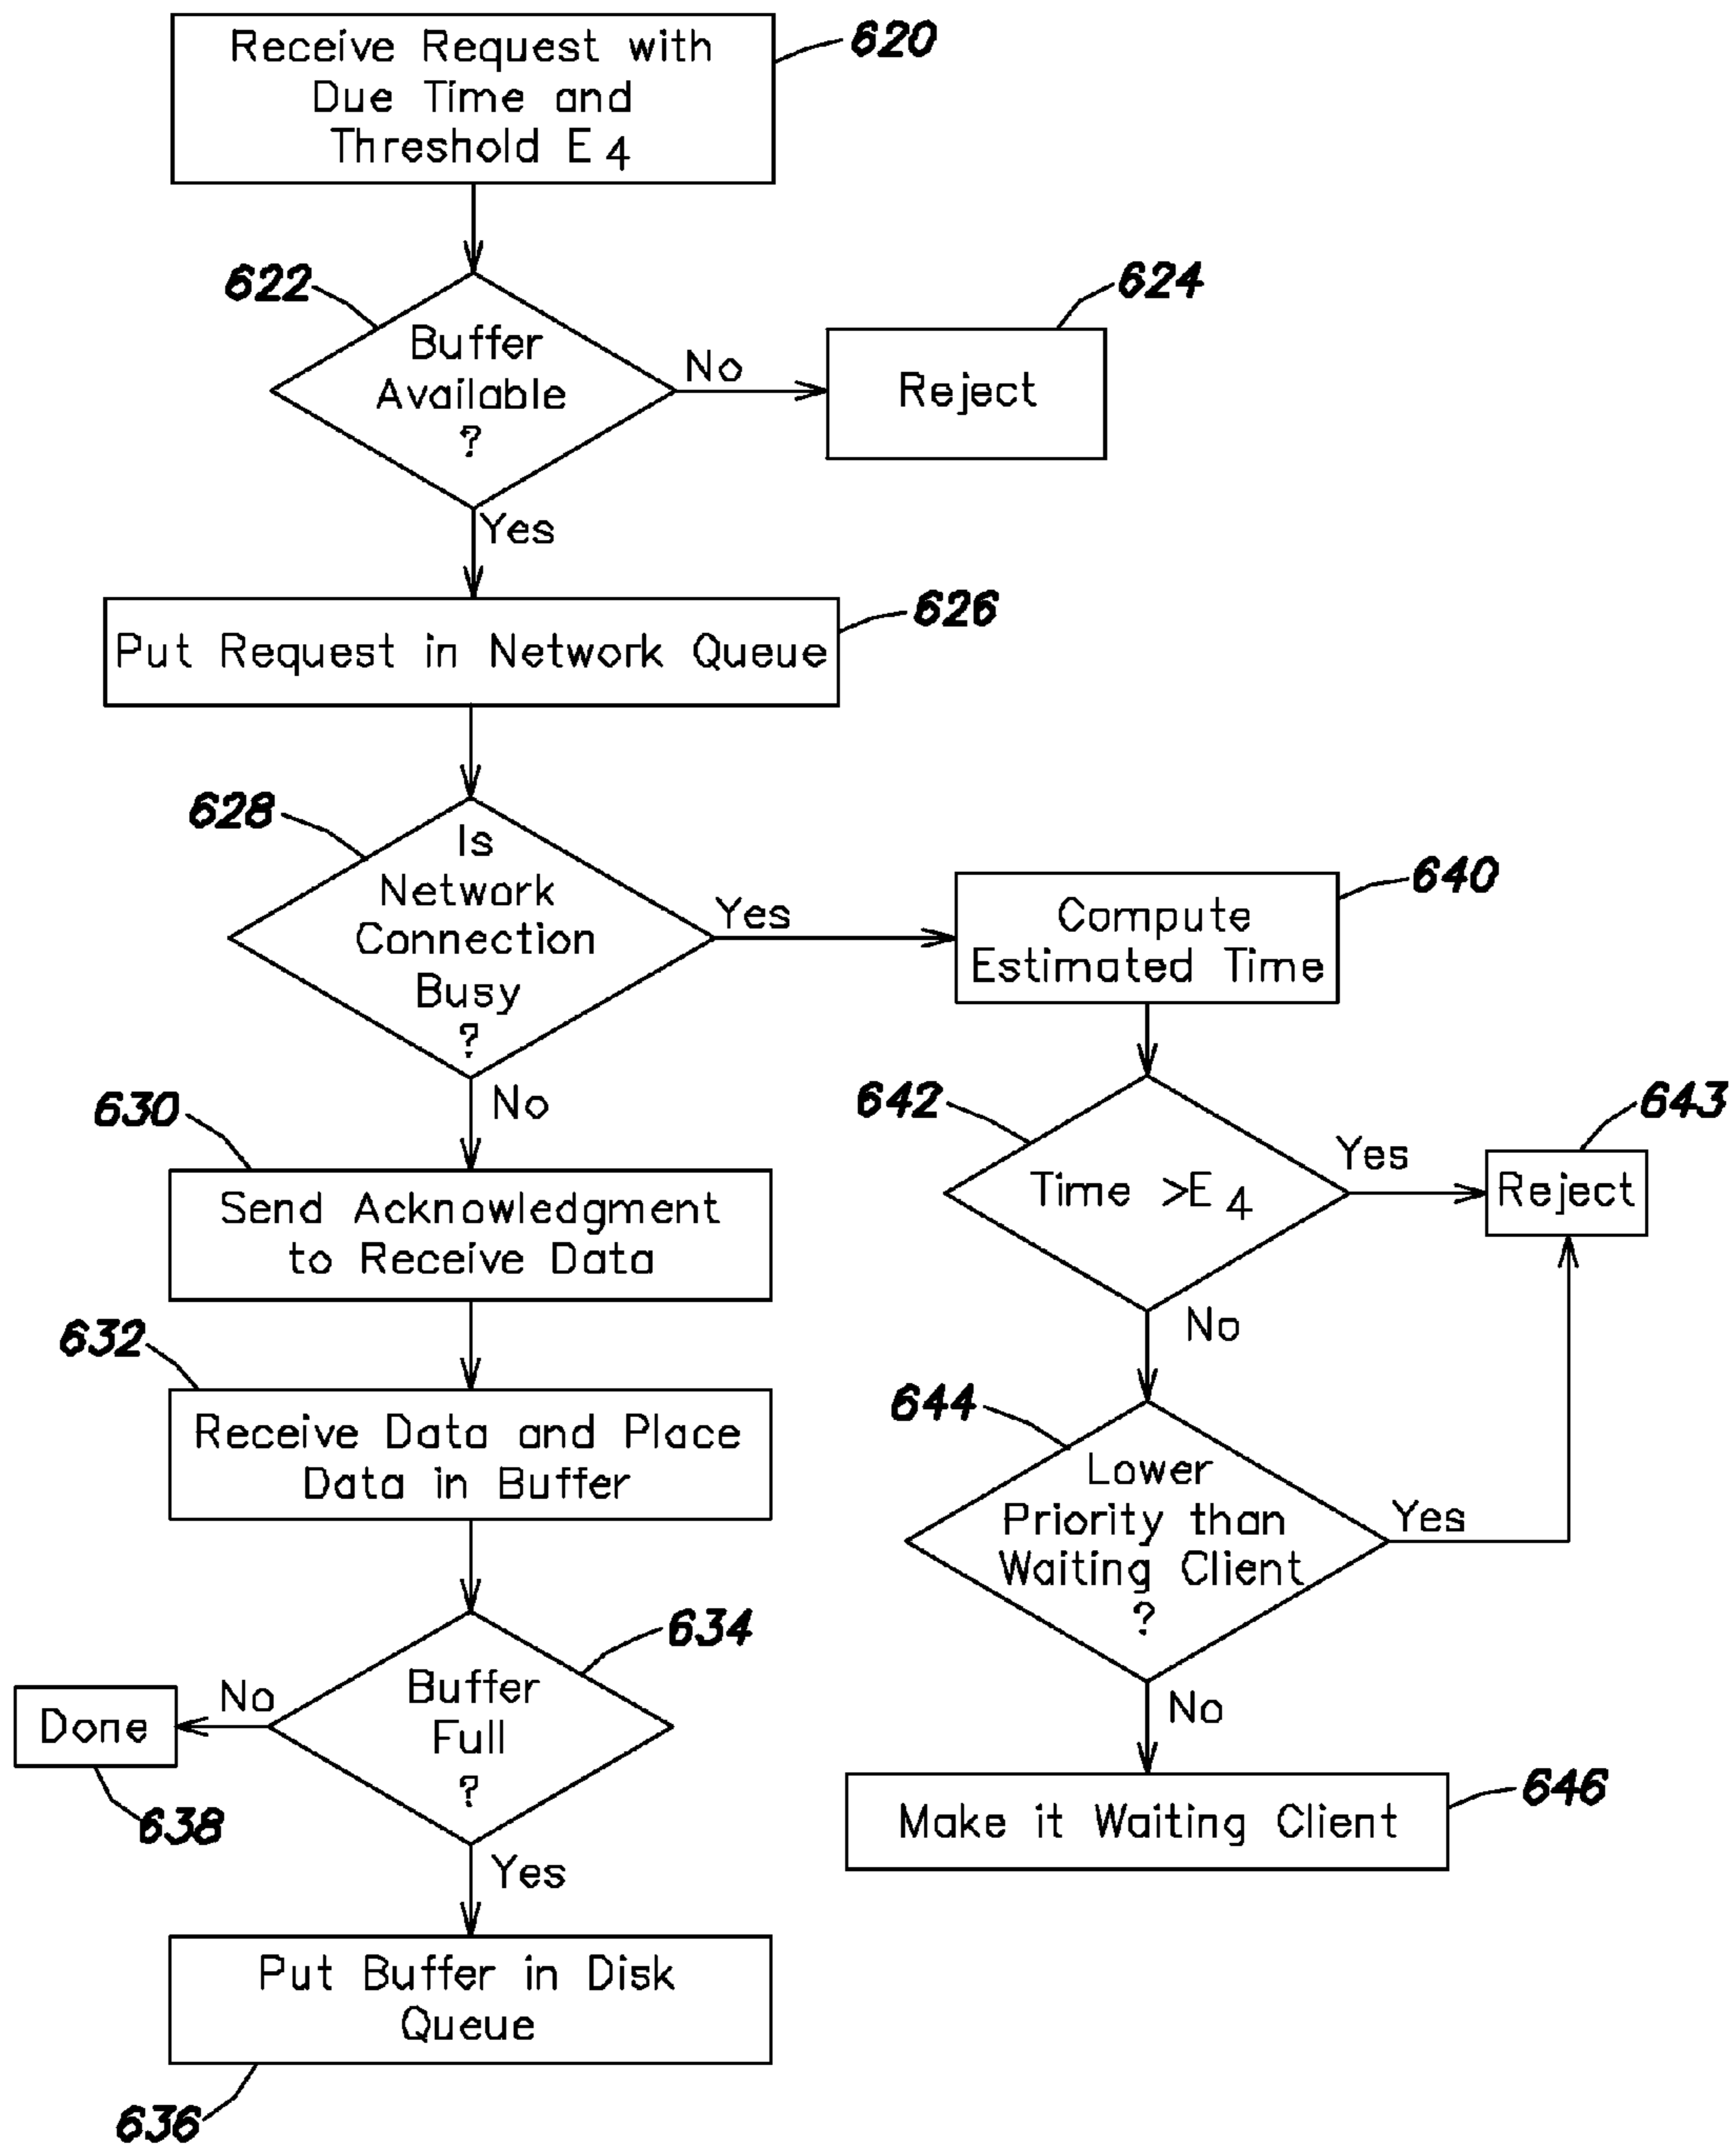 Receive Request with
Due Time and
Threshold E4
620
622
Buffer
Available
?
No
624
Reject
Yes
626
Put Request in Network Queue
628
Is
Network
Connection
Busy
?
Yes
640
Compute
Estimated Time
No
630
Send Acknowledgment
to Receive Data
642
Time >E4
Yes
643
Reject
No
632
Receive Data and Place
Data in Buffer
644
Lower
Priority than
Waiting Client
?
Yes
No
646
Make it Waiting Client
634
Buffer
Full
?
No
Done
638
Yes
Put Buffer in Disk
Queue
636